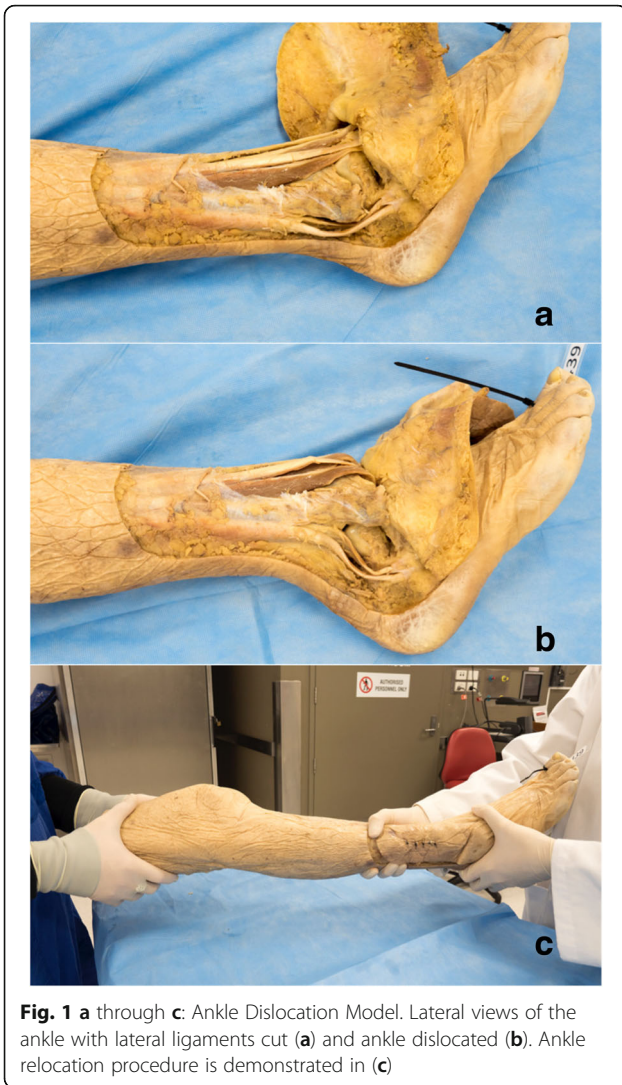 a
439
b
AUTHORISED
PERSONNEL ONLY
c
Fig. 1 a through c: Ankle Dislocation Model. Lateral views of the
ankle with lateral ligaments cut (a) and ankle dislocated (b). Ankle
relocation procedure is demonstrated in (c)